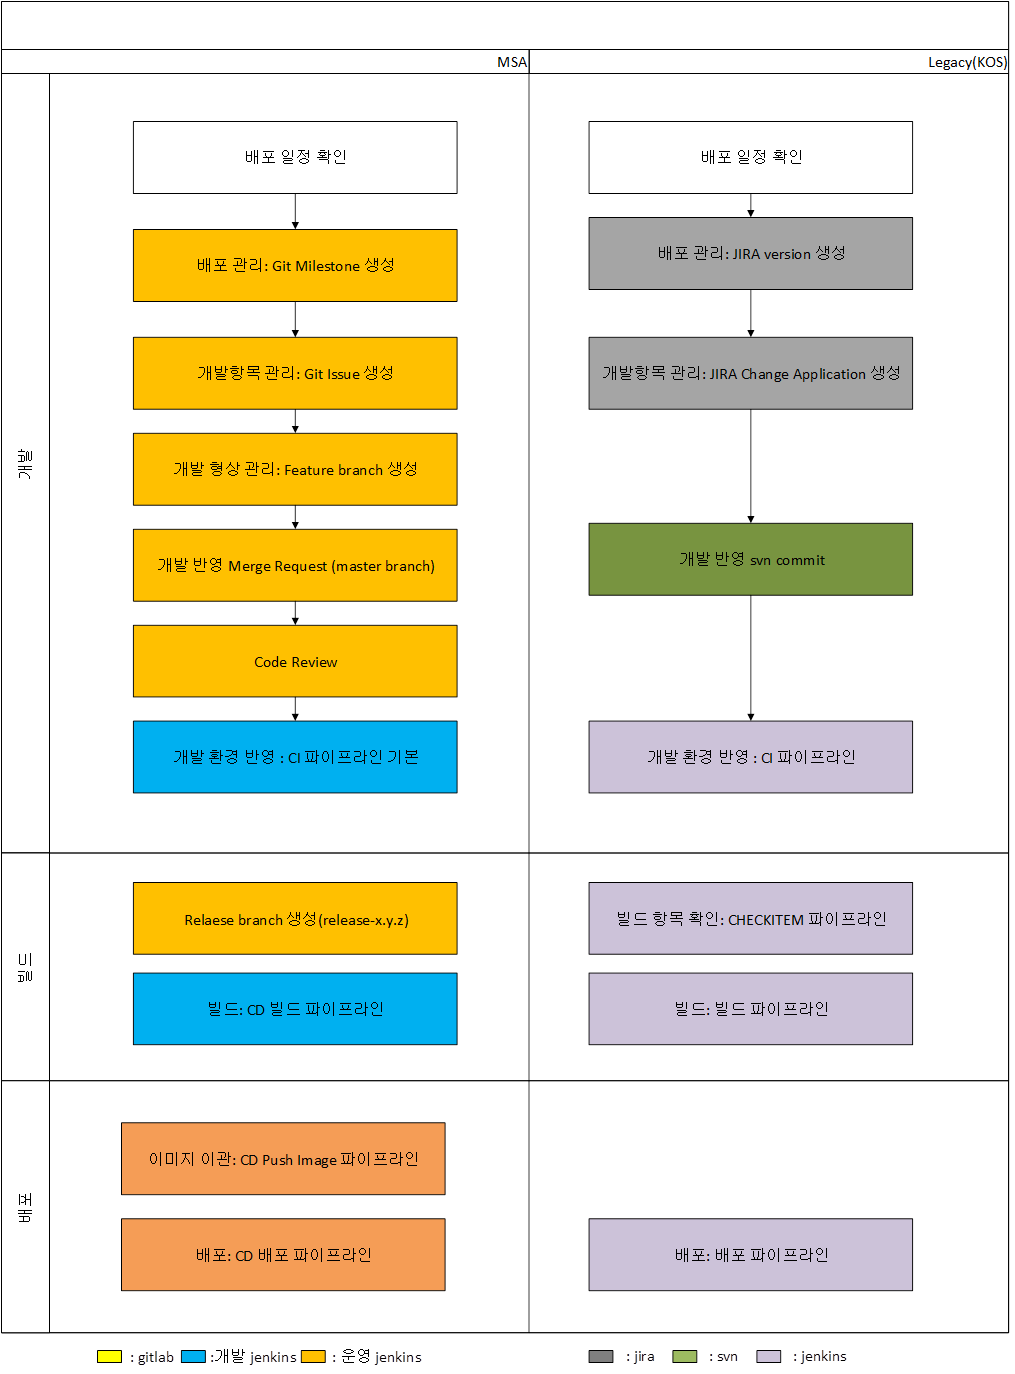 MSA
Legacy(KOS)
개발
배포 일정 확인
배포 관리: Git Milestone 생성
개발항목 관리: Git Issue 생성
개발 형상 관리: Feature branch 생성
개발 반영 Merge Request (master branch)
Code Review
개발 환경 반영 : CI 파이프라인 기본
배포 일정 확인
배포 관리: JIRA version 생성
개발항목 관리: JIRA Change Application 생성
개발 반영 svn commit
개발 환경 반영 : CI 파이프라인
빌드
Relaese branch 생성(release-x.y.z)
빌드: CD 빌드 파이프라인
빌드 항목 확인: CHECKITEM 파이프라인
빌드: 빌드 파이프라인
배포
이미지 이관: CD Push Image 파이프라인
배포: CD 배포 파이프라인
배포: 배포 파이프라인
: gitlab
:개발 jenkins
: 운영 jenkins
: jira
: svn
: jenkins